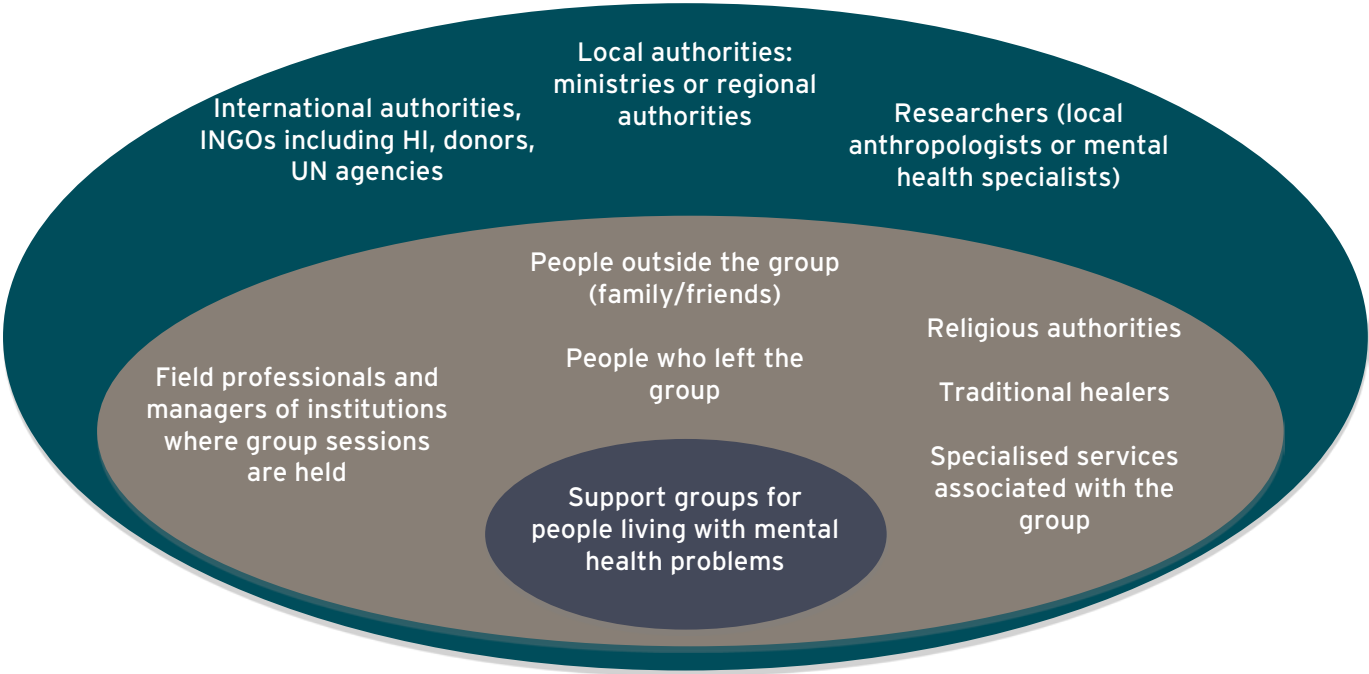 Local authorities:
ministries or regional
authorities
International authorities,
INGOs including HI, donors,
UN agencies
Researchers (local
anthropologists or mental
health specialists)
People outside the group
(family/friends)
People who left the
group
Field professionals and
managers of institutions
where group sessions
are held
Religious authorities
Traditional healers
Specialised services
associated with the
group
Support groups for
people living with mental
health problems